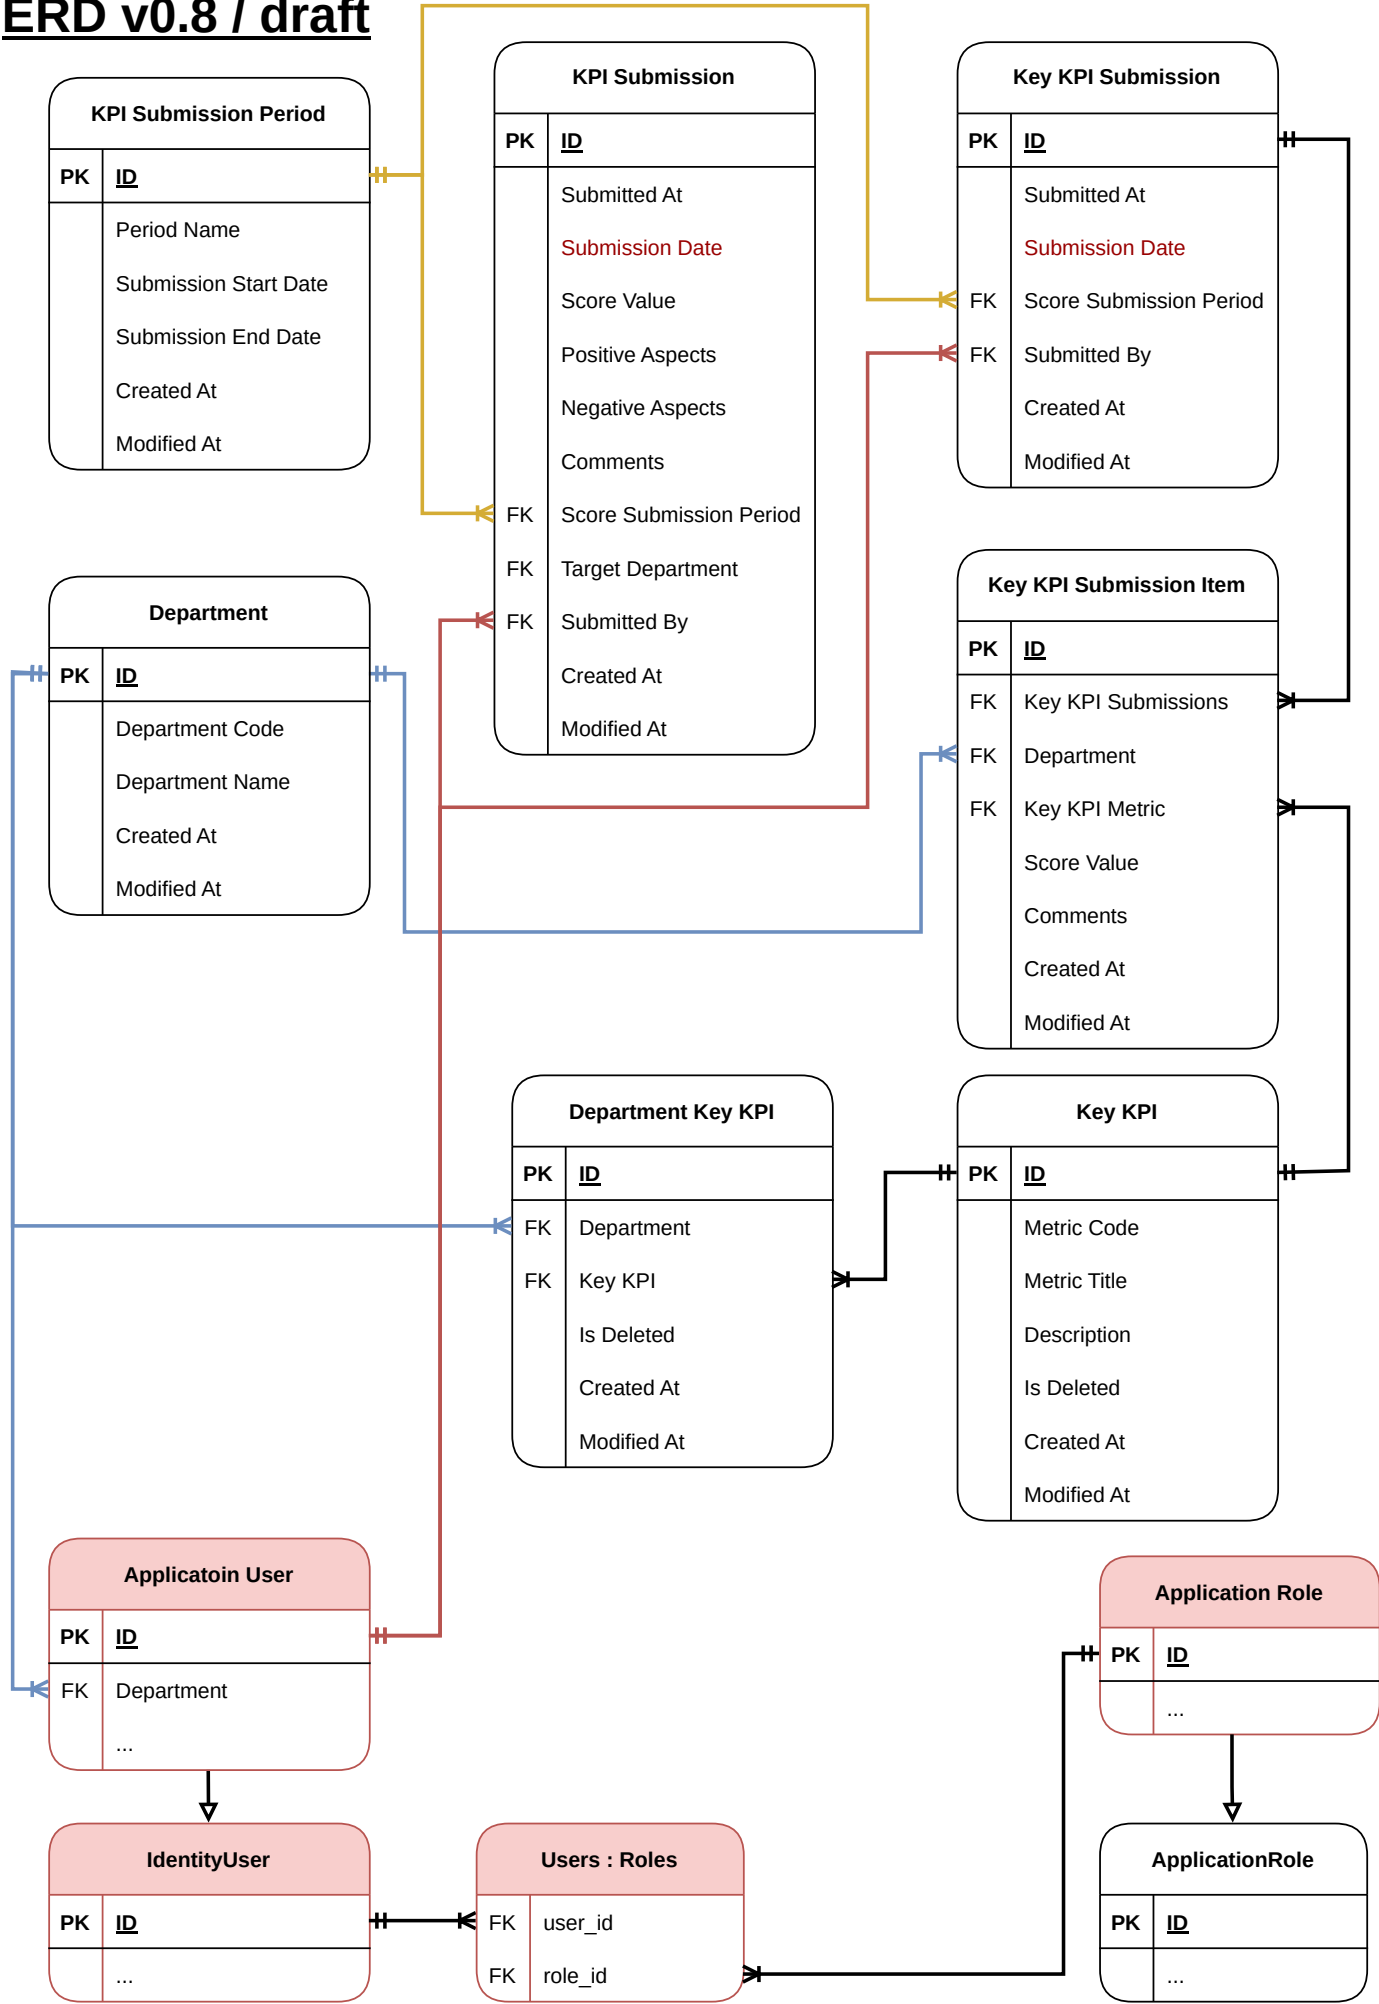 ERD v0.8 / draft
KPI Submission Period
PK ID
Period Name
Submission Start Date
Submission End Date
Created At
Modified At
KPI Submission
PK ID
Submitted At
Submission Date
Score Value
Positive Aspects
Negative Aspects
Comments
FK Score Submission Period
FK Target Department
FK Submitted By
Created At
Modified At
Key KPI Submission
PK ID
Submitted At
Submission Date
FK Score Submission Period
FK Submitted By
Created At
Modified At
Department
PK ID
Department Code
Department Name
Created At
Modified At
Key KPI Submission Item
PK ID
FK Key KPI Submissions
FK Department
FK Key KPI Metric
Score Value
Comments
Created At
Modified At
Department Key KPI
PK ID
FK Department
FK Key KPI
Is Deleted
Created At
Modified At
Key KPI
PK ID
Metric Code
Metric Title
Description
Is Deleted
Created At
Modified At
Applicatoin User
PK ID
FK Department
...
Application Role
PK ID
...
IdentityUser
PK ID
...
Users : Roles
FK user_id
FK role_id
ApplicationRole
PK ID
...